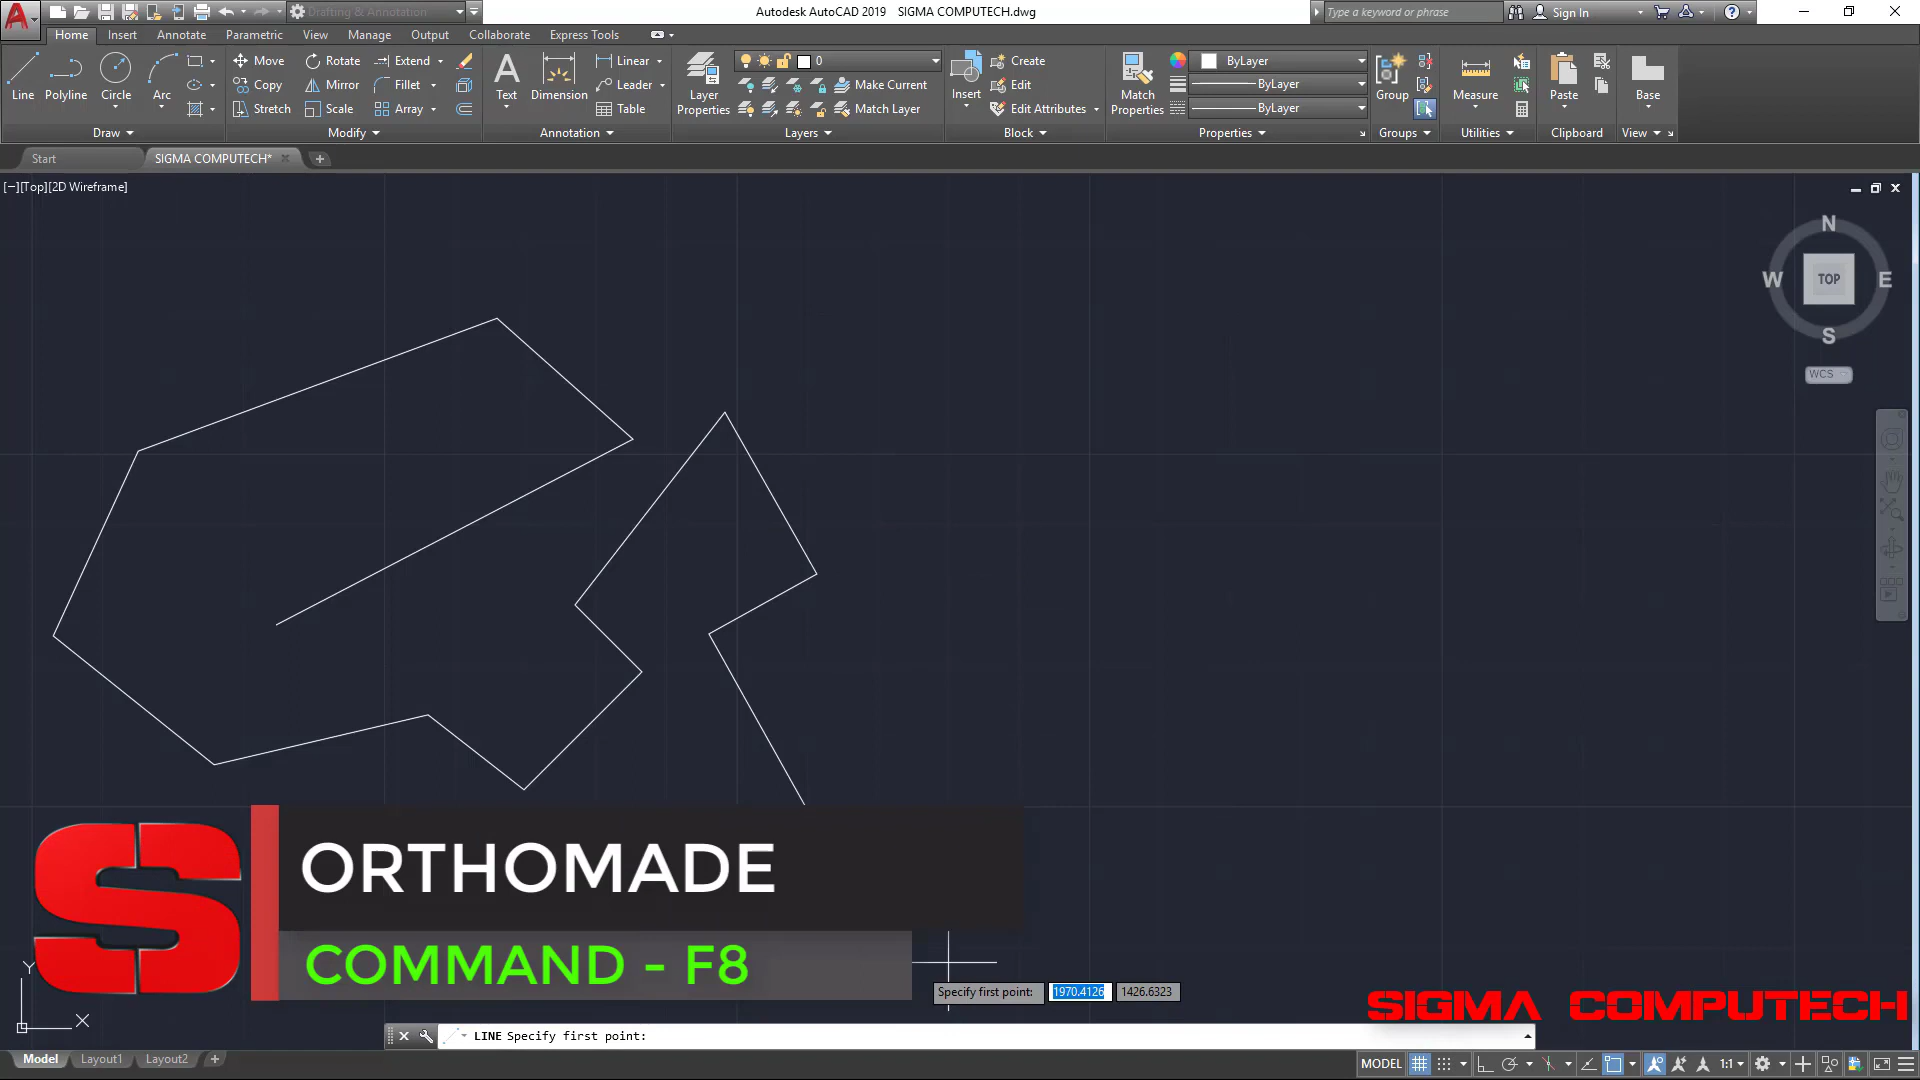 Drafting & Annotation
Autodesk AutoCAD 2019 SIGMA COMPUTECH.dwg
Type a keyword or phrase
Sign In
Home Insert Annotate Parametric View Manage Output Collaborate Express Tools
Line Polyline Circle Arc
Move Rotate Extend
Copy Mirror Fillet
Stretch Scale Array
Text Dimension
Linear
Leader
Table
Layer Properties
0
Make Current
Match Layer
Insert
Create
Edit
Edit Attributes
Match Properties
ByLayer
ByLayer
ByLayer
Group
Measure
Paste
Base
Draw Modify Annotation Layers Block Properties Groups Utilities Clipboard View
Start SIGMA COMPUTECH*
[−][Top][2D Wireframe]
N
W TOP E
S
WCS
S
ORTHOMADE
COMMAND - F8
Y
X
Specify first point: 1970.4126 1426.6323
SIGMA COMPUTECH
LINE Specify first point:
Model Layout1 Layout2
MODEL
1:1